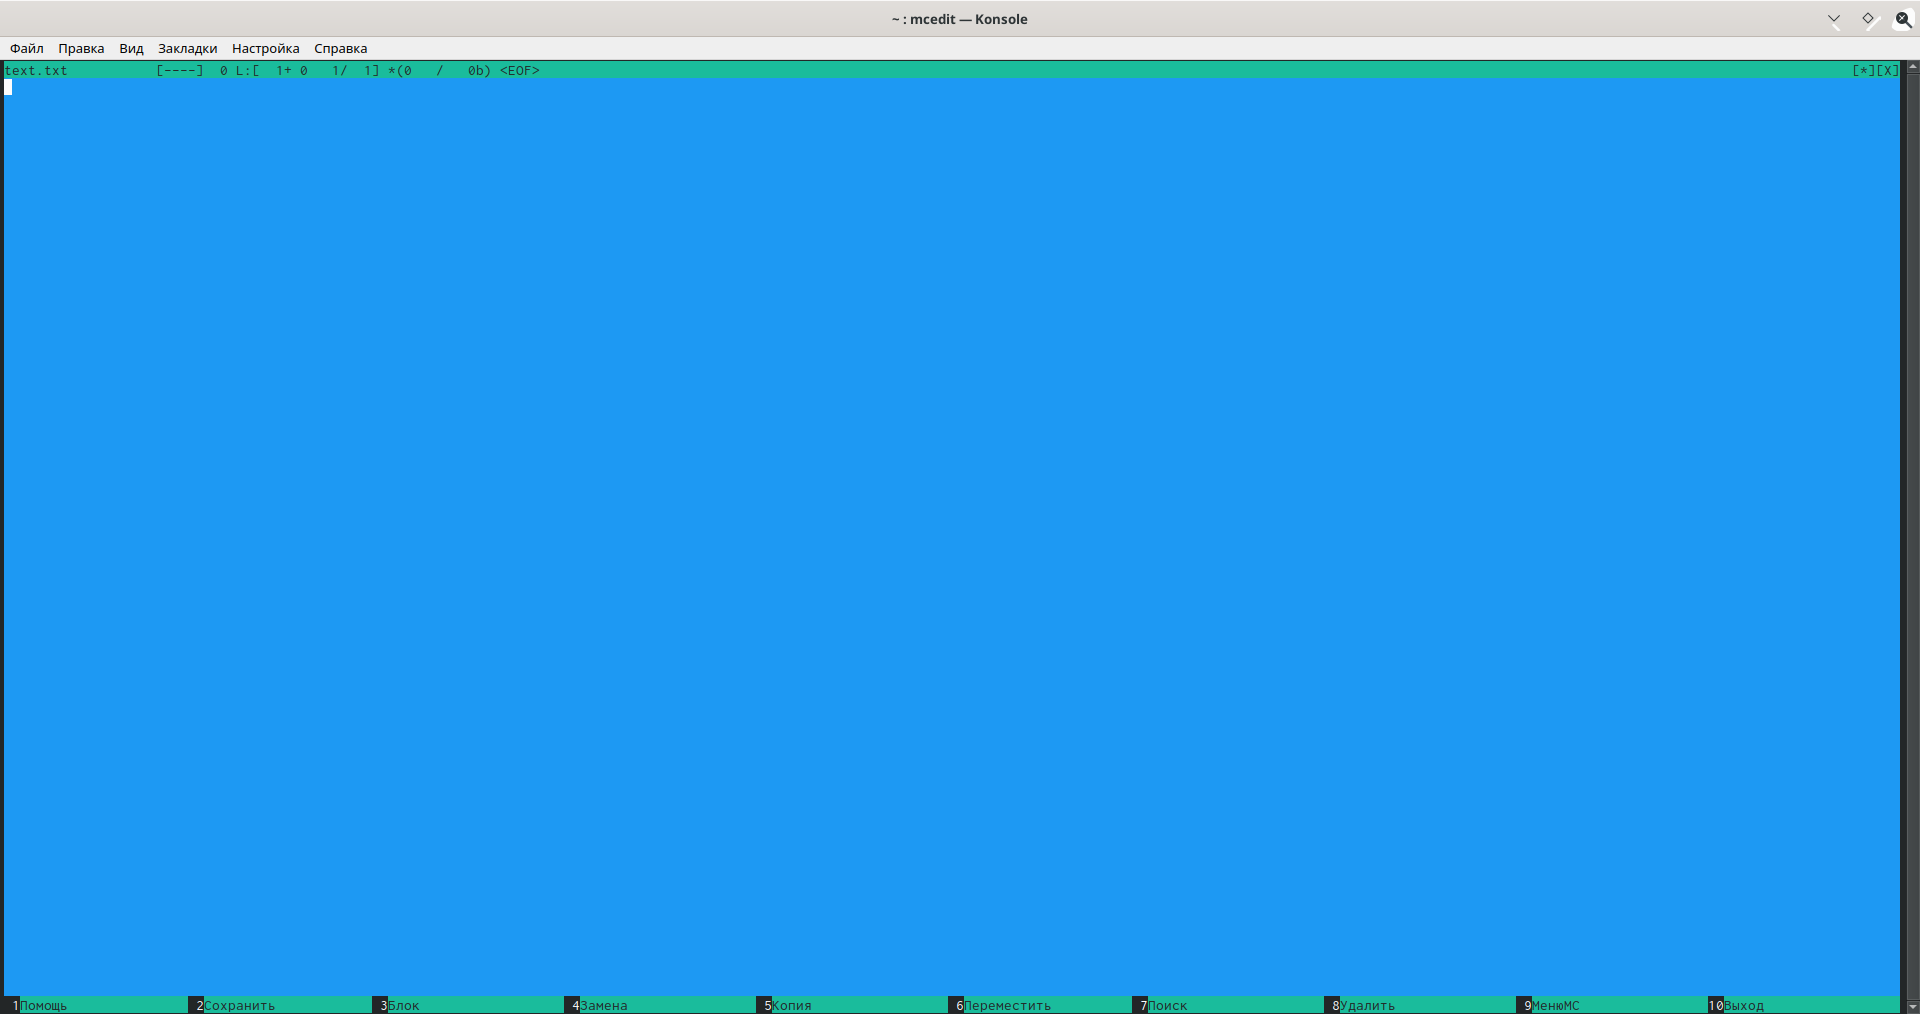 ~ : mcedit — Konsole
Файл Правка Вид Закладки Настройка Справка
text.txt [----] 0 L:[ 1+ 0 1/ 1] *(0 / 0b) <EOF> [*][X]
1Помощь 2Сохранить 3Блок 4Замена 5Копия 6Переместить 7Поиск 8Удалить 9МенюMC 10Выход